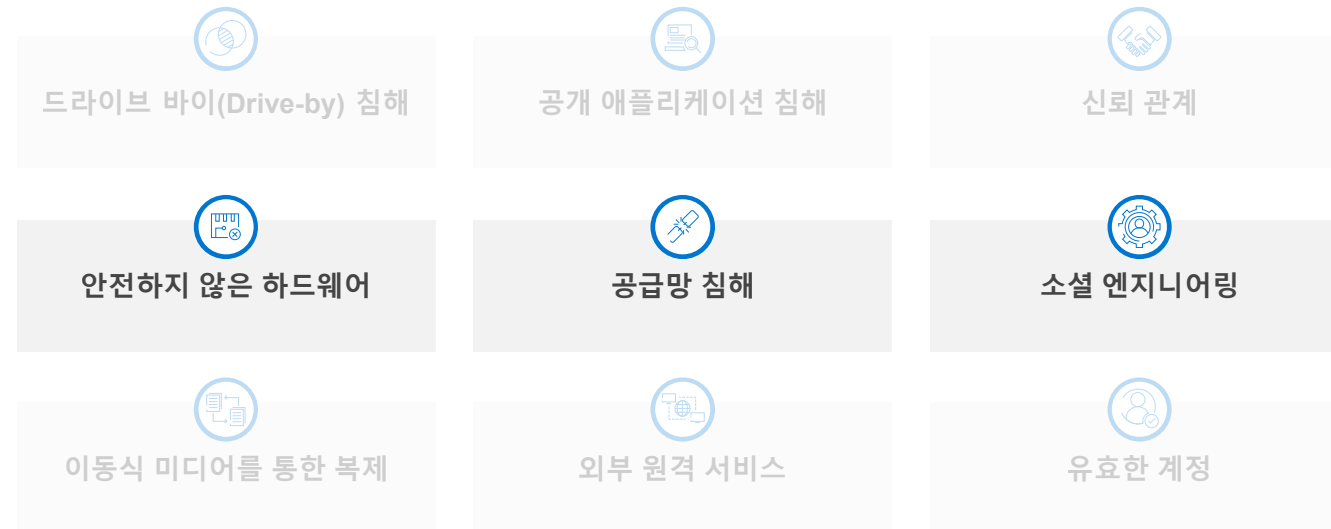 드라이브 바이(Drive-by) 침해
공개 애플리케이션 침해
신뢰 관계
안전하지 않은 하드웨어
공급망 침해
소셜 엔지니어링
이동식 미디어를 통한 복제
외부 원격 서비스
유효한 계정